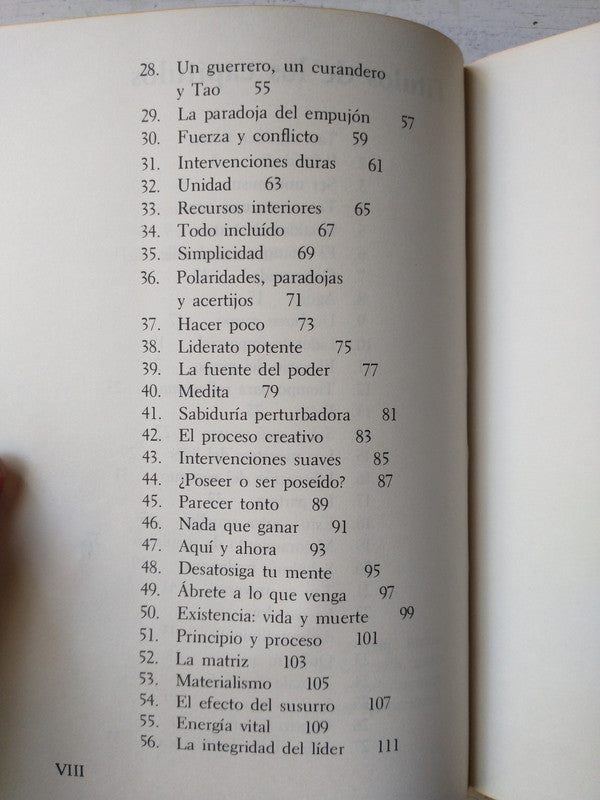 28. Un guerrero, un curandero
y Tao 55
29. La paradoja del empujón 57
30. Fuerza y conflicto 59
31. Intervenciones duras 61
32. Unidad 63
33. Recursos interiores 65
34. Todo incluído 67
35. Simplicidad 69
36. Polaridades, paradojas
y acertijos 71
37. Hacer poco 73
38. Liderato potente 75
39. La fuente del poder 77
40. Medita 79
41. Sabiduría perturbadora 81
42. El proceso creativo 83
43. Intervenciones suaves 85
44. ¿Poseer o ser poseído? 87
45. Parecer tonto 89
46. Nada que ganar 91
47. Aquí y ahora 93
48. Desatosiga tu mente 95
49. Ábrete a lo que venga 97
50. Existencia: vida y muerte 99
51. Principio y proceso 101
52. La matriz 103
53. Materialismo 105
54. El efecto del susurro 107
55. Energía vital 109
56. La integridad del líder 111
VIII